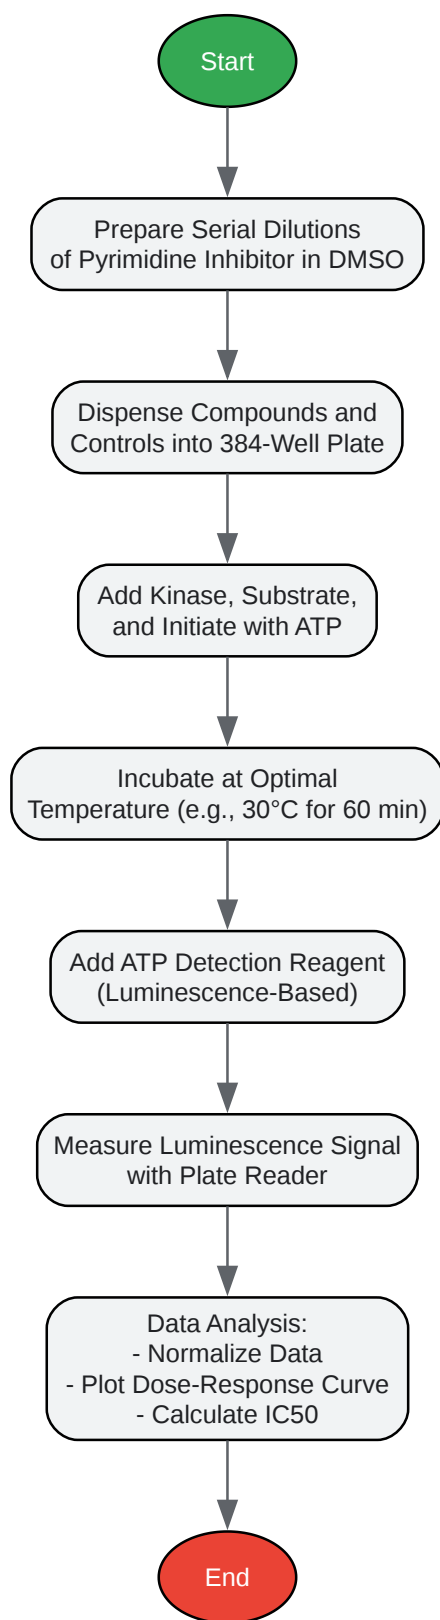 Start
Prepare Serial Dilutions
of Pyrimidine Inhibitor in DMSO
Dispense Compounds and
Controls into 384-Well Plate
Add Kinase, Substrate,
and Initiate with ATP
Incubate at Optimal
Temperature (e.g., 30°C for 60 min)
Add ATP Detection Reagent
(Luminescence-Based)
Measure Luminescence Signal
with Plate Reader
Data Analysis:
- Normalize Data
- Plot Dose-Response Curve
- Calculate IC50
End